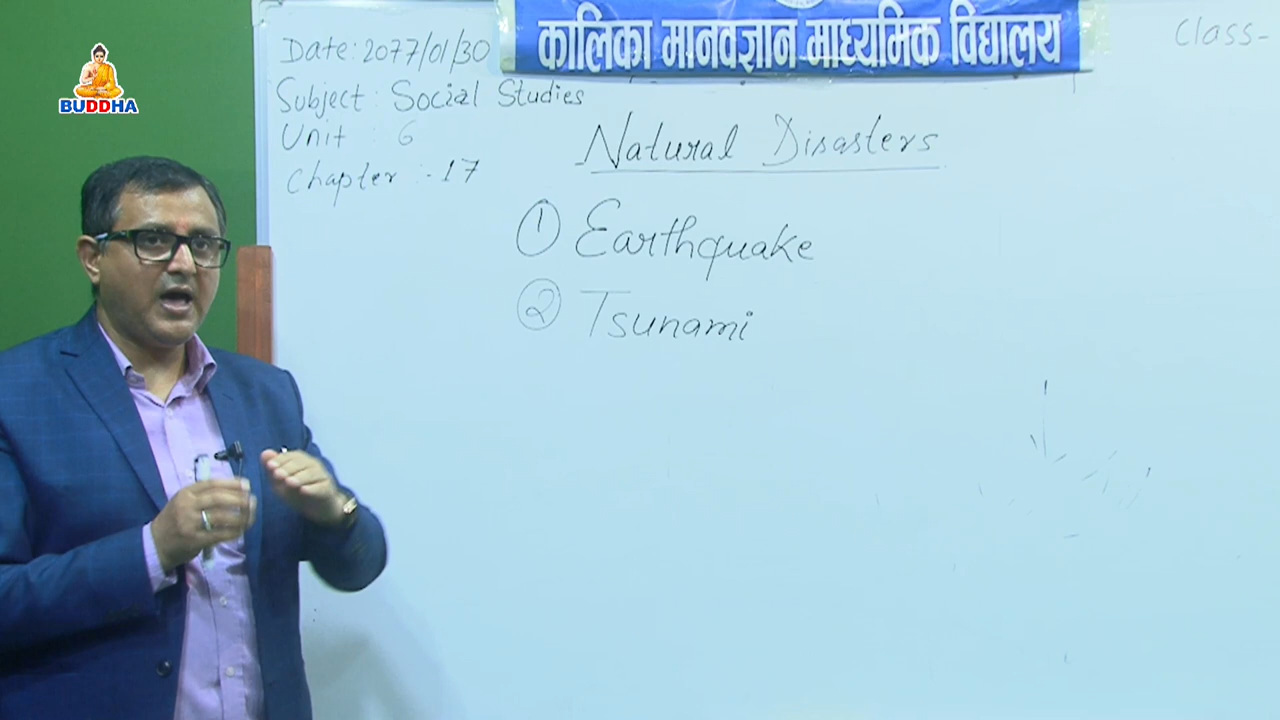 BUDDHA
कालिका मानवज्ञान माध्यमिक विद्यालय
Class-
Date: 2077/01/30
Subject : Social Studies
Unit : 6
Chapter :- 17
Natural Disasters
① Earthquake
② Tsunami